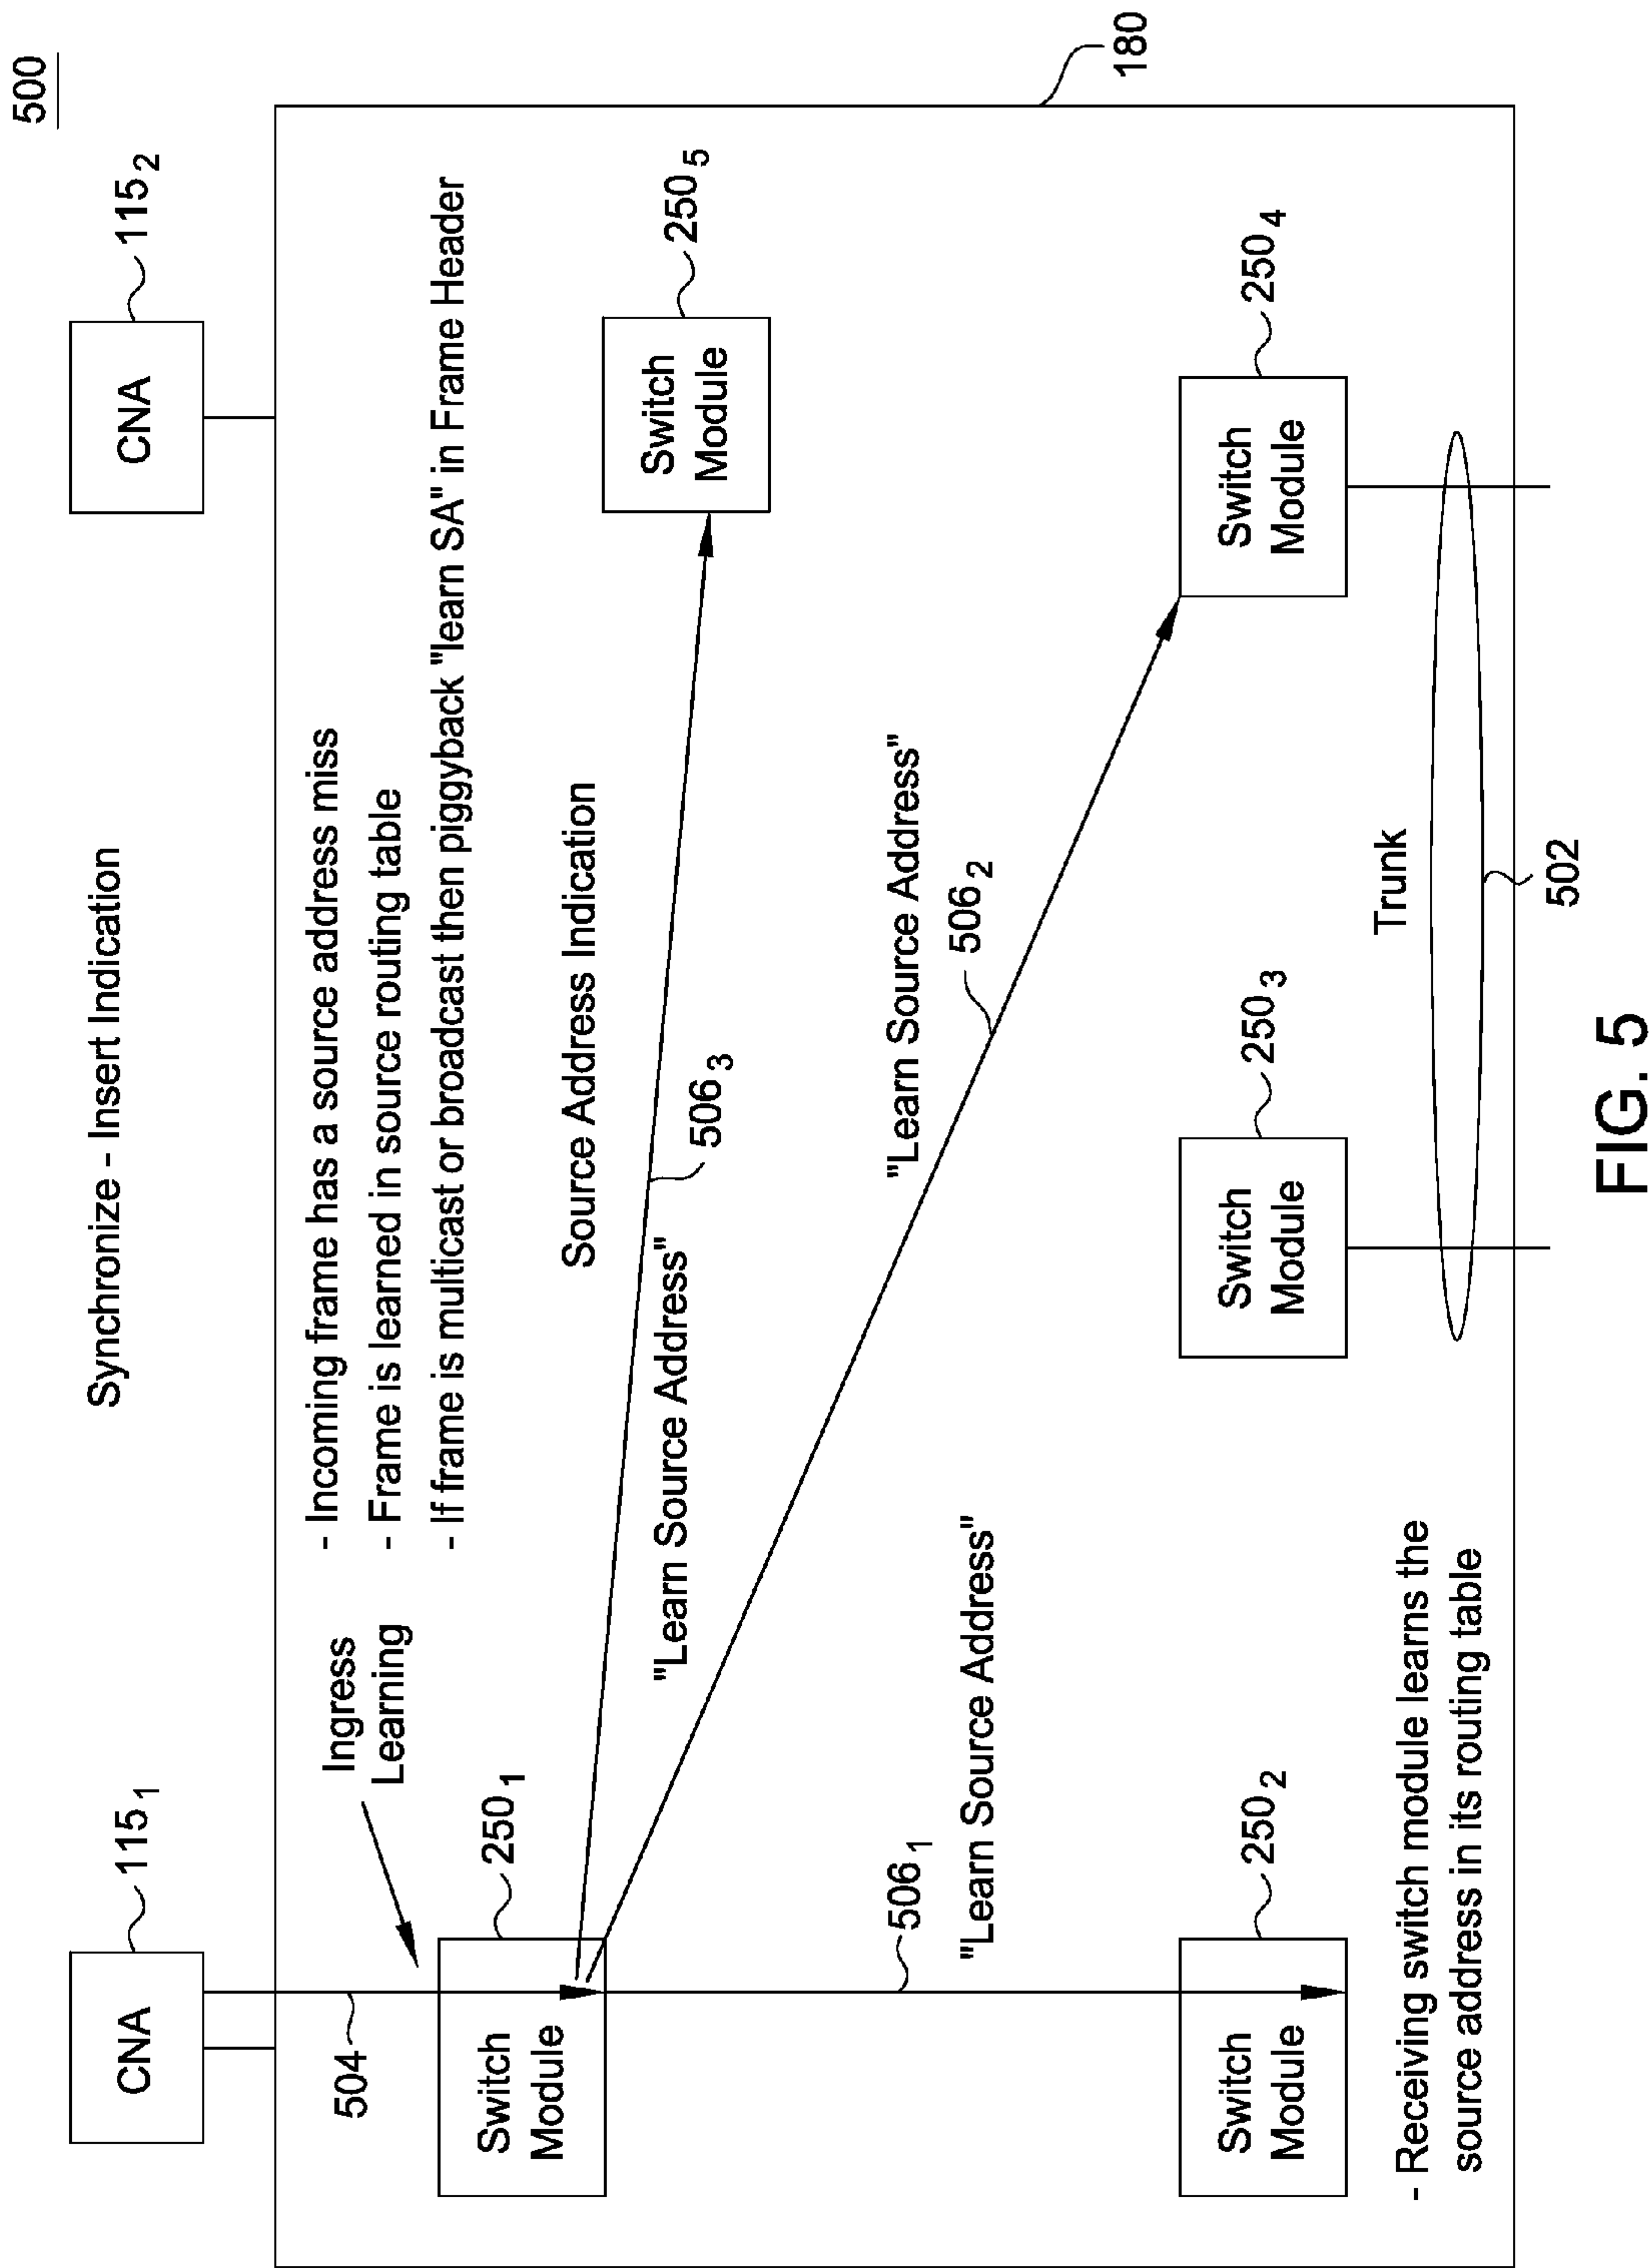 500
Synchronize - Insert Indication
CNA
115₁
CNA
115₂
180
Ingress
Learning
- Incoming frame has a source address miss
- Frame is learned in source routing table
- If frame is multicast or broadcast then piggyback "learn SA" in Frame Header
504
Switch
Module
250₁
Source Address Indication
Switch
Module
250₅
"Learn Source Address"
506₃
"Learn Source Address"
506₂
506₁
"Learn Source Address"
Switch
Module
250₂
Switch
Module
250₃
Switch
Module
250₄
Trunk
502
- Receiving switch module learns the
source address in its routing table
FIG. 5